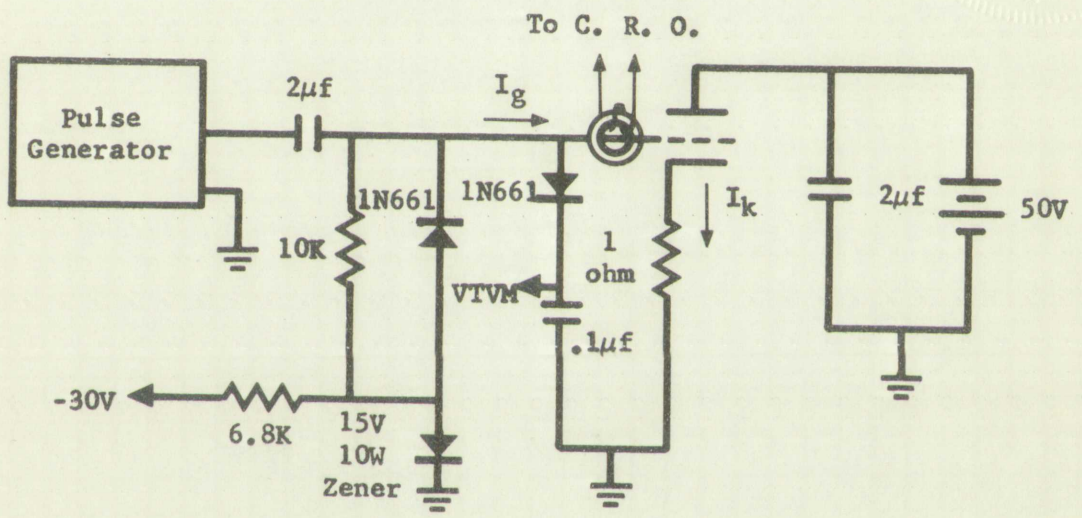 To C. R. O.
Pulse
Generator
2μf
Ig
1N661
1N661
10K
VTVM
.1μf
1
ohm
Ik
2μf
50V
-30V
6.8K
15V
10W
Zener